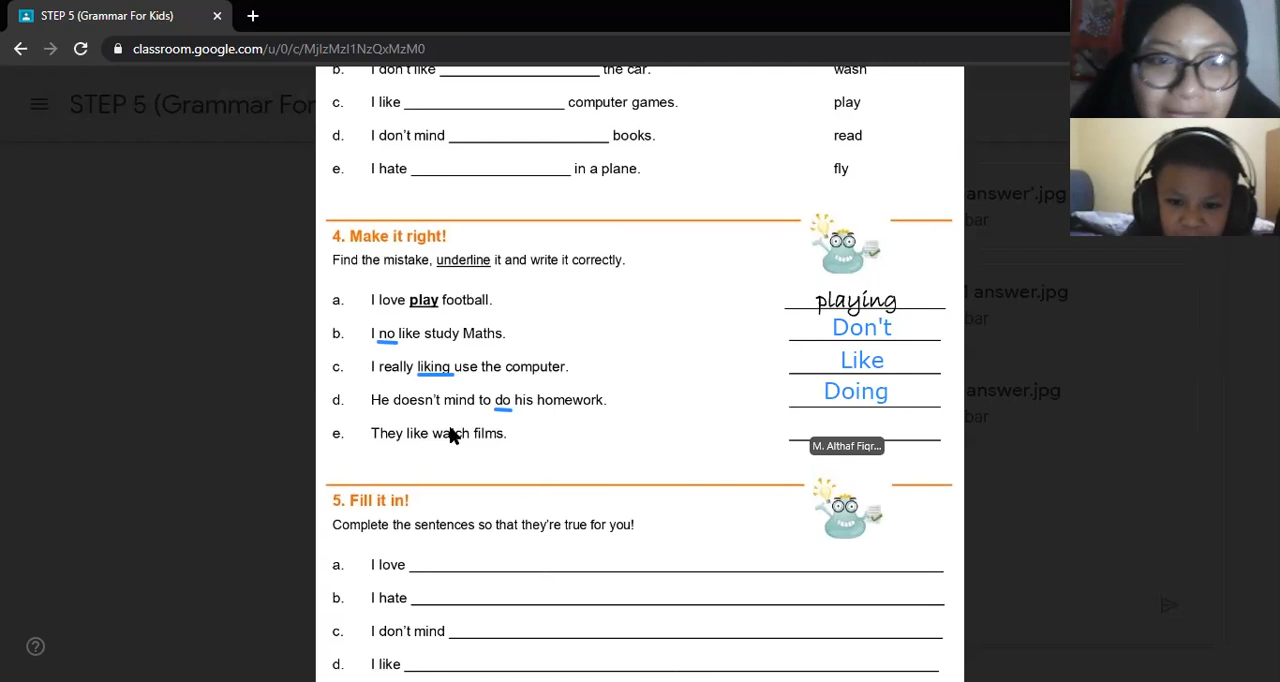 STEP 5 (Grammar For Kids)
classroom.google.com/u/0/c/MjIzMzI1NzQxMzM0
STEP 5 (Grammar For
b. I don't like the car. wash
c. I like computer games. play
d. I don't mind books. read
answer'.jpg
e. I hate in a plane. fly
4. Make it right!
Find the mistake, underline it and write it correctly.
a. I love play football. playing
answer.jpg
b. I no like study Maths. Don't
c. I really liking use the computer. Like
d. He doesn't mind to do his homework. Doing
answer.jpg
e. They like watch films.
M. Althaf Fiqr...
5. Fill it in!
Complete the sentences so that they're true for you!
a. I love
b. I hate
c. I don't mind
d. I like